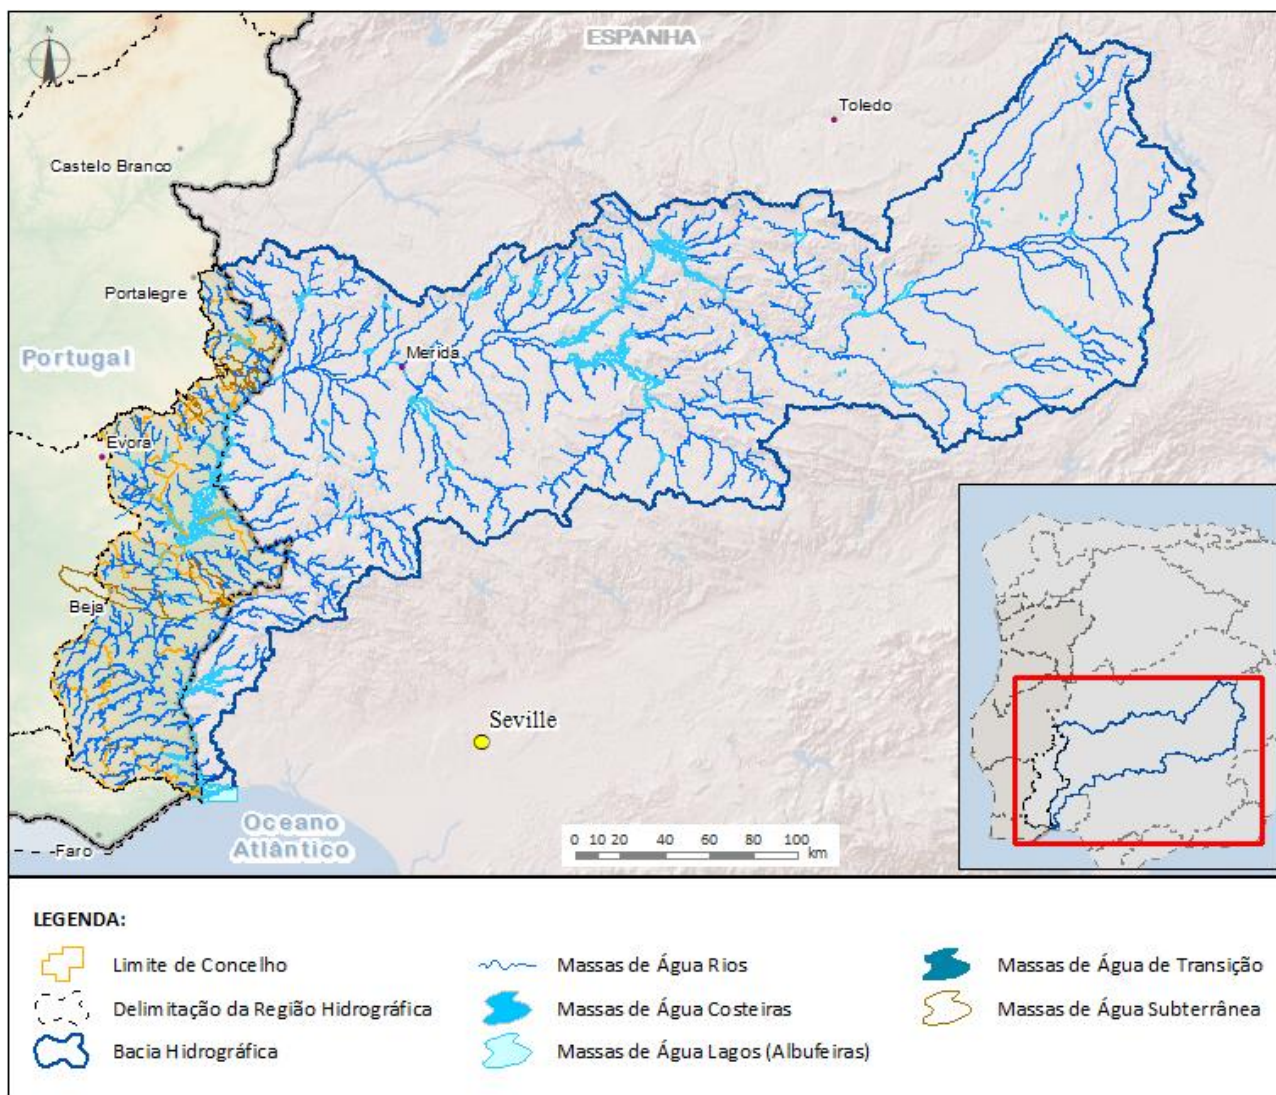 N
ESPANHA
Toledo
Castelo Branco
Portalegre
Portugal
Merida
Evora
Beja
Seville
Oceano
Atlântico
Faro
0 10 20 40 60 80 100
km
LEGENDA:
Limite de Concelho
Delimitação da Região Hidrográfica
Bacia Hidrográfica
Massas de Água Rios
Massas de Água Costeiras
Massas de Água Lagos (Albufeiras)
Massas de Água de Transição
Massas de Água Subterrânea